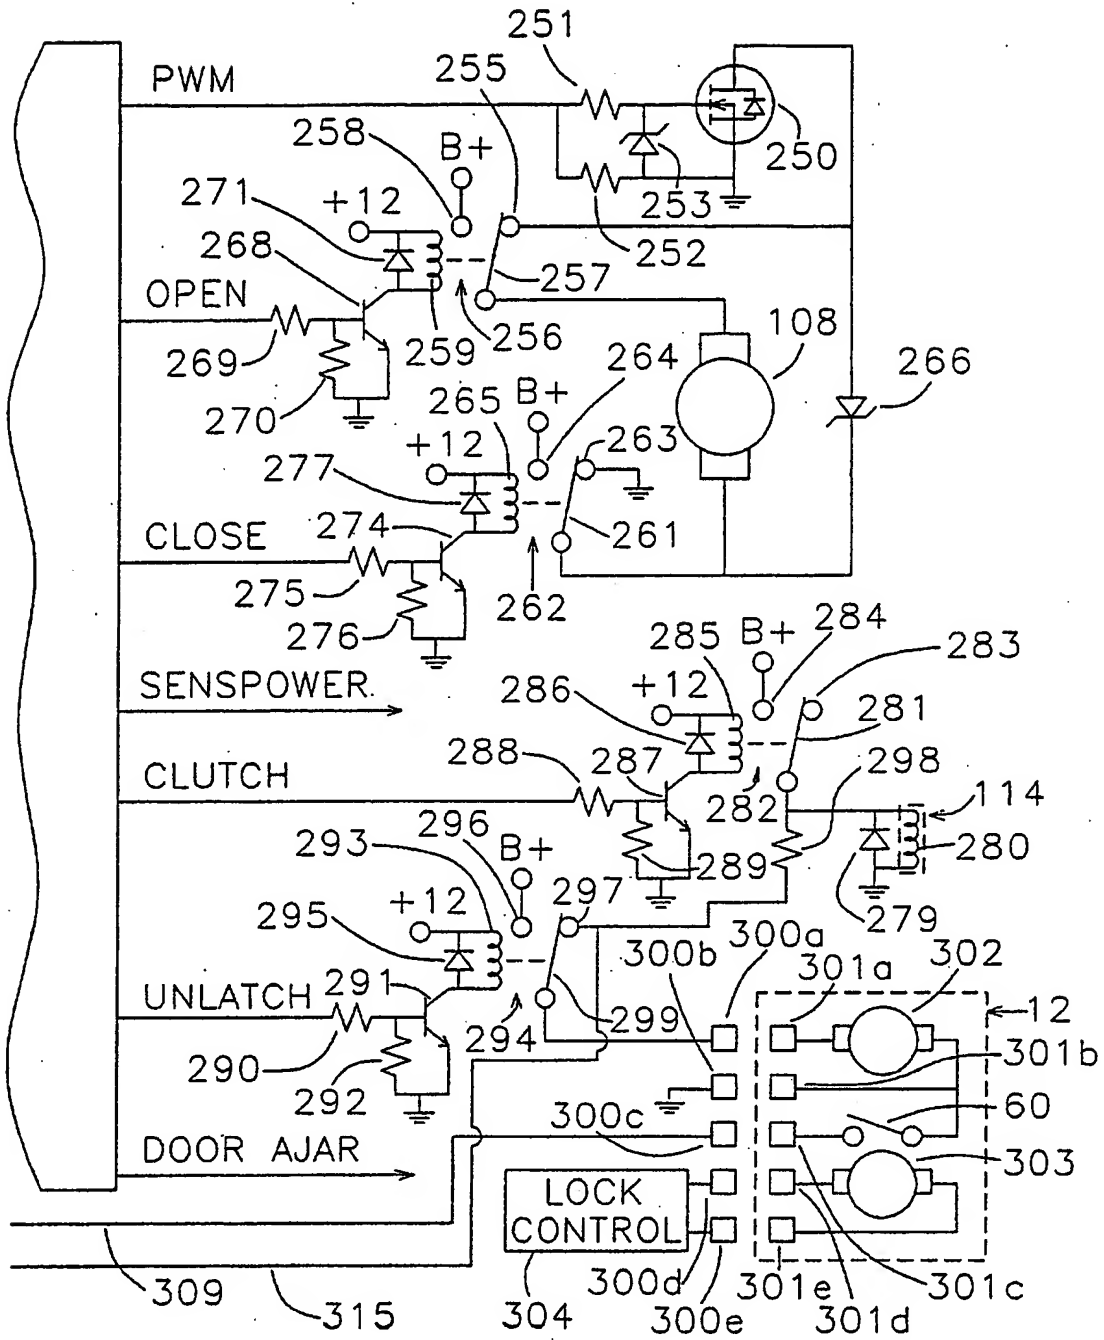 251
PWM
255
258
B+
250
271
+12
253
268
252
OPEN
257
259
256
108
269
264
266
270
265
B+
263
+12
277
274
CLOSE
261
275
262
276
B+
284
285
283
SENSPOWER
+12
286
281
CLUTCH
288
287
298
282
114
296
293
B+
289
280
297
+12
279
295
300a
300b
302
301a
291
UNLATCH
12
294
299
301b
290
292
60
300c
DOOR AJAR
303
LOCK
CONTROL
309
300d
301e
301c
315
304
300e
301d